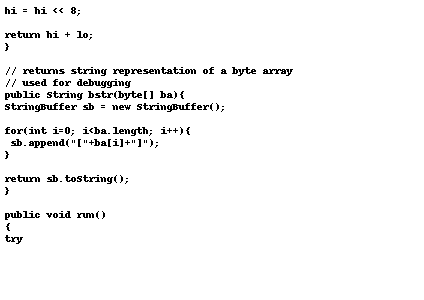 hi = hi << 8;

return hi + lo;
}

// returns string representation of a byte array
// used for debugging
public String bstr(byte[] ba){
StringBuffer sb = new StringBuffer();

for(int i=0; i<ba.length; i++){
 sb.append("["+ba[i]+"]");
}

return sb.toString();
}

public void run()
{
try